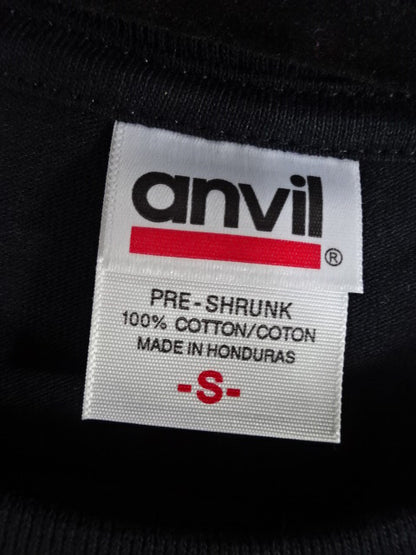 anvil
®
PRE-SHRUNK
100% COTTON/COTON
MADE IN HONDURAS
-S-